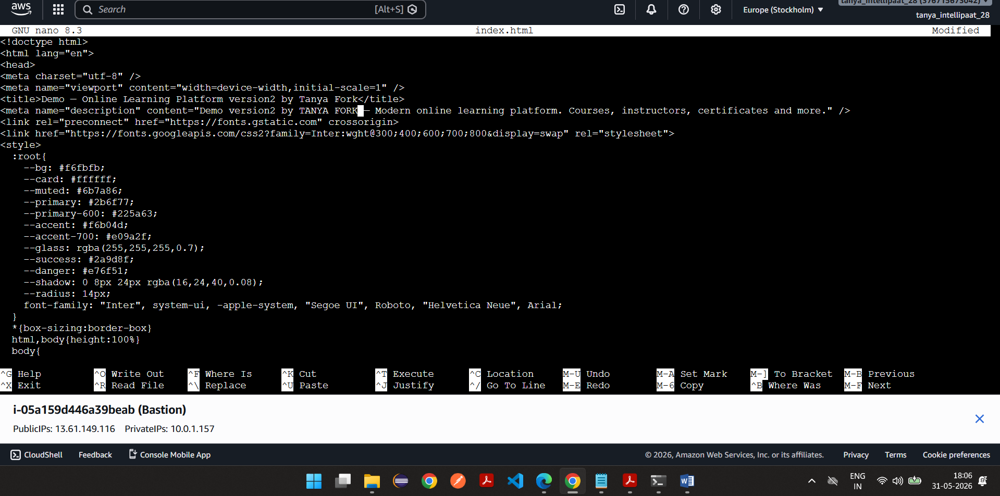 aws
Search [Alt+S] Europe (Stockholm) tanya_intellipaat_28 (376715673042)
tanya_intellipaat_28
GNU nano 8.3 index.html Modified
<!doctype html>
<html lang="en">
<head>
<meta charset="utf-8" />
<meta name="viewport" content="width=device-width,initial-scale=1" />
<title>Demo — Online Learning Platform version2 by Tanya Fork</title>
<meta name="description" content="Demo version2 by TANYA FORK — Modern online learning platform. Courses, instructors, certificates and more." />
<link rel="preconnect" href="https://fonts.gstatic.com" crossorigin>
<link href="https://fonts.googleapis.com/css2?family=Inter:wght@300;400;600;700;800&display=swap" rel="stylesheet">
<style>
:root{
--bg: #f6fbfb;
--card: #ffffff;
--muted: #6b7a86;
--primary: #2b6f77;
--primary-600: #225a63;
--accent: #f6b04d;
--accent-700: #e09a2f;
--glass: rgba(255,255,255,0.7);
--success: #2a9d8f;
--danger: #e76f51;
--shadow: 0 8px 24px rgba(16,24,40,0.08);
--radius: 14px;
font-family: "Inter", system-ui, -apple-system, "Segoe UI", Roboto, "Helvetica Neue", Arial;
}
*{box-sizing:border-box}
html,body{height:100%}
body{
^G Help ^O Write Out ^F Where Is ^K Cut ^T Execute ^C Location M-U Undo M-A Set Mark M-] To Bracket M-B Previous
^X Exit ^R Read File ^\ Replace ^U Paste ^J Justify ^/ Go To Line M-E Redo M-6 Copy ^B Where Was M-F Next
i-05a159d446a39beab (Bastion)
PublicIPs: 13.61.149.116 PrivateIPs: 10.0.1.157
CloudShell Feedback Console Mobile App © 2026, Amazon Web Services, Inc. or its affiliates. Privacy Terms Cookie preferences
ENG 18:06
IN 31-05-2026